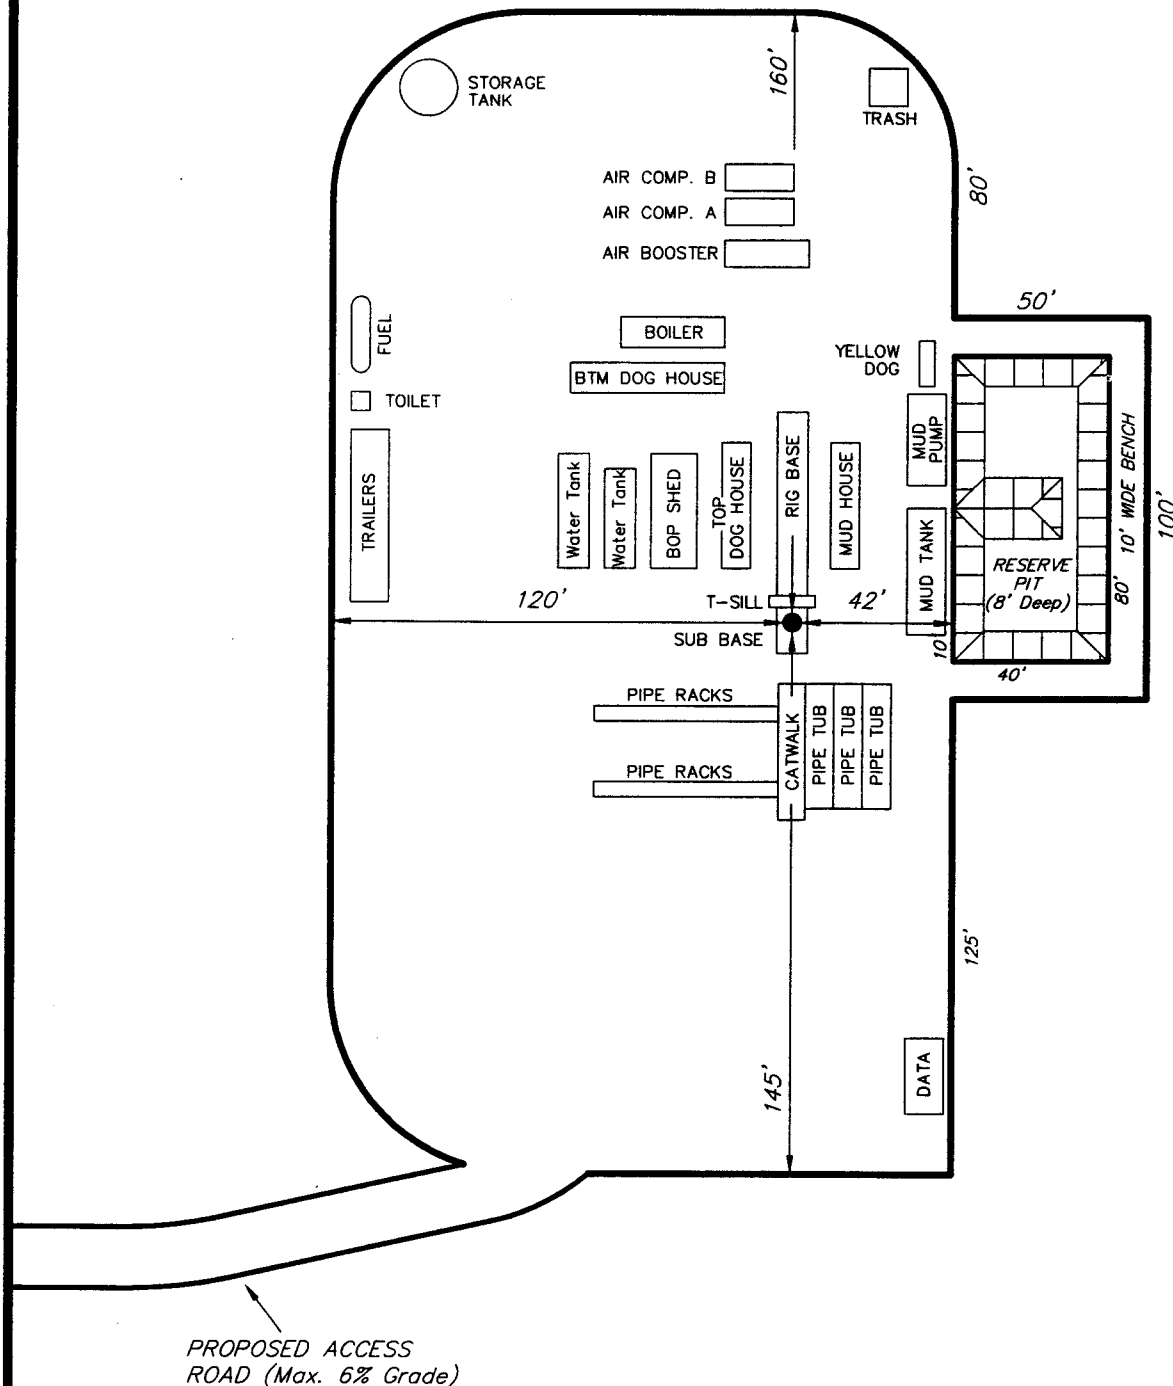 160'
STORAGE
TANK
TRASH
AIR COMP. B
80'
AIR COMP. A
AIR BOOSTER
50'
FUEL
BOILER
YELLOW
DOG
BTM DOG HOUSE
TOILET
MUD
PUMP
10' WIDE BENCH
TRAILERS
Water Tank
Water Tank
BOP SHED
TOP
DOG HOUSE
RIG BASE
MUD HOUSE
MUD TANK
100'
RESERVE
PIT
(8' Deep)
80'
120'
T-SILL
42'
SUB BASE
10'
40'
PIPE RACKS
CATWALK
PIPE TUB
PIPE TUB
PIPE TUB
PIPE RACKS
125'
DATA
145'
PROPOSED ACCESS
ROAD (Max. 6% Grade)